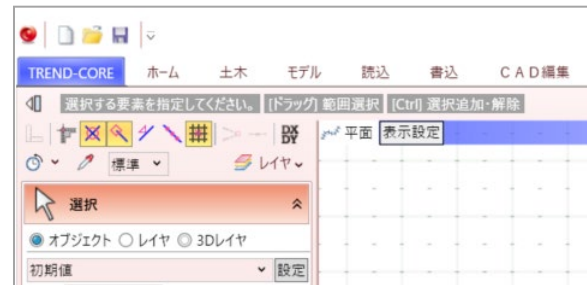 TREND-CORE ホーム 土木 モデル 読込 書込 CAD編集
選択する要素を指定してください。 [ドラッグ] 範囲選択 [Ctrl] 選択追加・解除
平面 表示設定
標準 レイヤ
選択
オブジェクト レイヤ 3Dレイヤ
初期値 設定